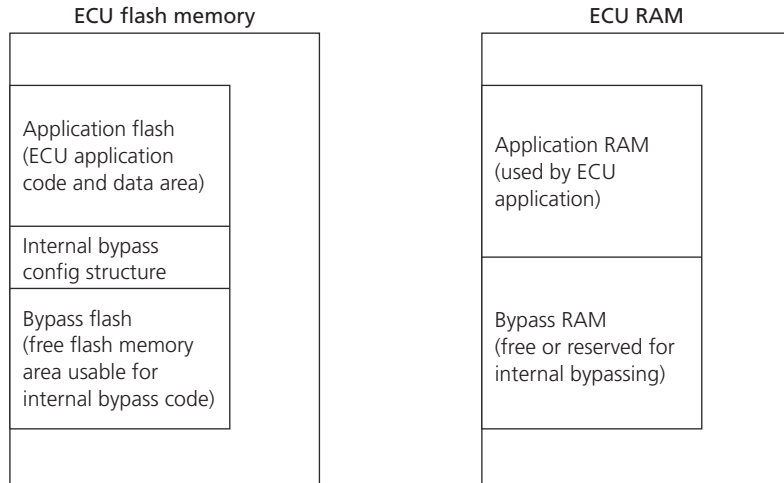 ECU flash memory
Application flash
(ECU application
code and data area)
Internal bypass
config structure
Bypass flash
(free flash memory
area usable for
internal bypass code)
ECU RAM
Application RAM
(used by ECU
application)
Bypass RAM
(free or reserved for
internal bypassing)